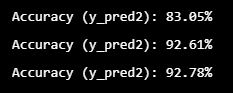 Accuracy (y_pred2): 83.05%
Accuracy (y_pred2): 92.61%
Accuracy (y_pred2): 92.78%